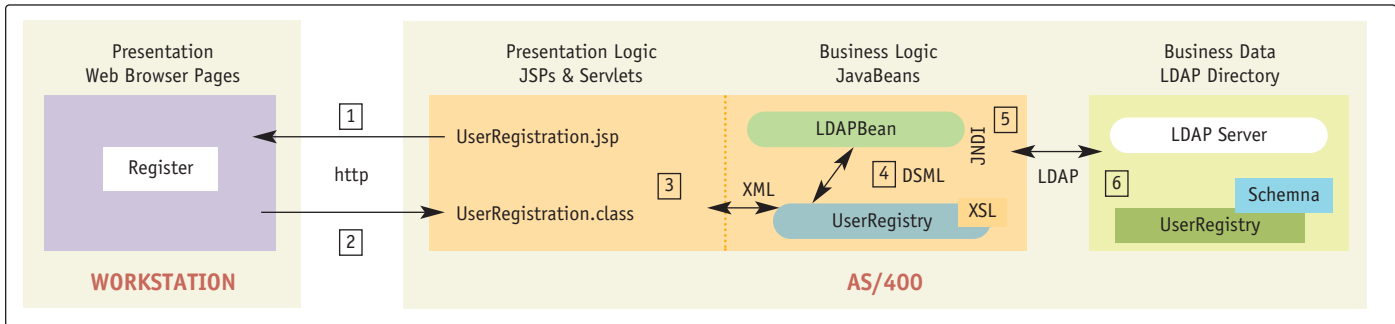 Presentation
Web Browser Pages
Presentation Logic
JSPs & Servlets
Business Logic
JavaBeans
Business Data
LDAP Directory
1
UserRegistration.jsp
LDAPBean
5
JNDI
LDAP Server
Register
http
3
XML
4
DSML
LDAP
6
Schemna
UserRegistration.class
2
UserRegistry
XSL
UserRegistry
WORKSTATION
AS/400